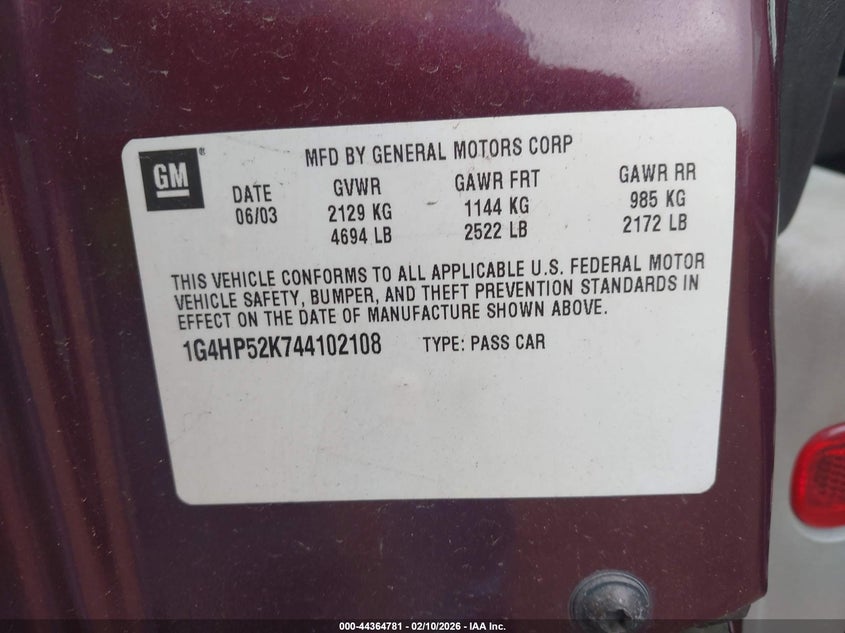 MFD BY GENERAL MOTORS CORP
GM®
DATE GVWR GAWR FRT GAWR RR
06/03 2129 KG 1144 KG 985 KG
4694 LB 2522 LB 2172 LB
THIS VEHICLE CONFORMS TO ALL APPLICABLE U.S. FEDERAL MOTOR
VEHICLE SAFETY, BUMPER, AND THEFT PREVENTION STANDARDS IN
EFFECT ON THE DATE OF MANUFACTURE SHOWN ABOVE.
1G4HP52K744102108 TYPE: PASS CAR
000-44364781 - 02/10/2026 - IAA Inc.